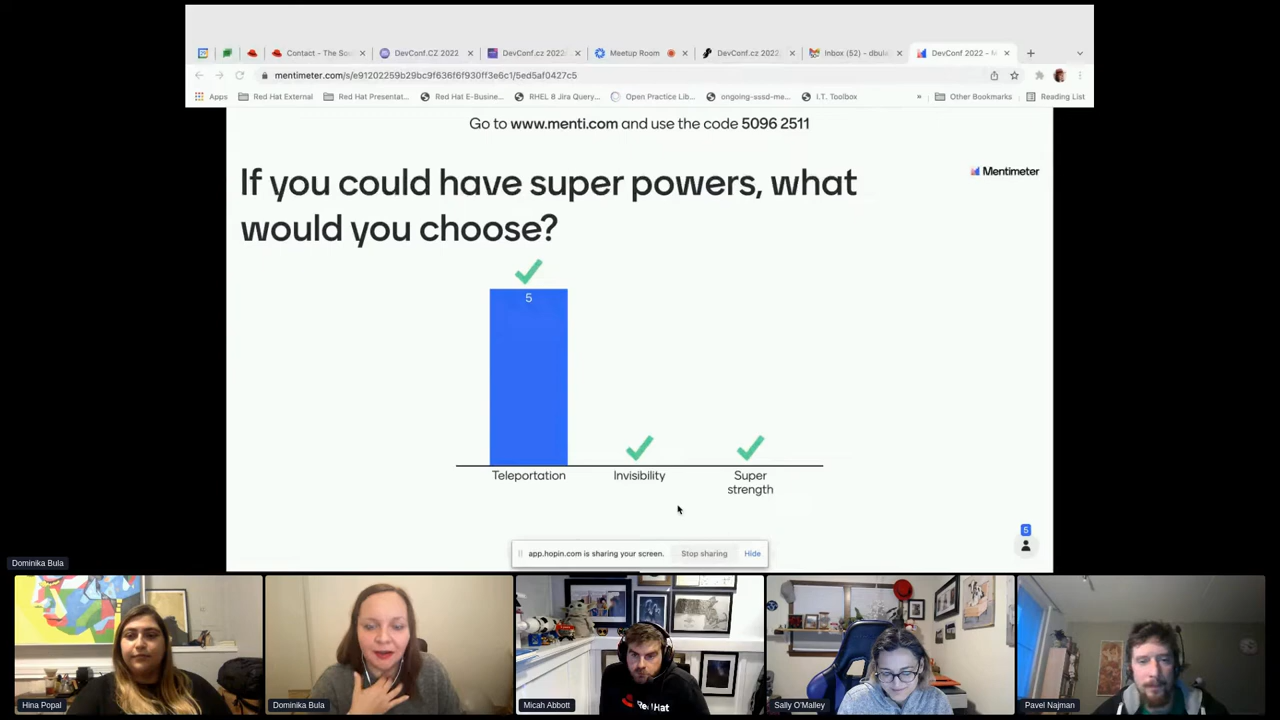 Contact - The So
DevConf.CZ 2022
DevConf.cz 2022
Meetup Room
DevConf.cz 2022
Inbox (52) - dbul
DevConf 2022 - M
mentimeter.com/s/e91202259b29bc9f636f6f930ff3e6c1/5ed5af0427c5
Apps
Red Hat External
Red Hat Presentat...
Red Hat E-Busine...
RHEL 8 Jira Query...
Open Practice Lib...
ongoing-sssd-me...
I.T. Toolbox
»
Other Bookmarks
Reading List
Go to www.menti.com and use the code 5096 2511
If you could have super powers, what
would you choose?
Mentimeter
5
Teleportation
Invisibility
Super
strength
5
app.hopin.com is sharing your screen.
Stop sharing
Hide
Dominika Bula
Red Hat
Hina Popal
Dominika Bula
Micah Abbott
Sally O'Malley
Pavel Najman